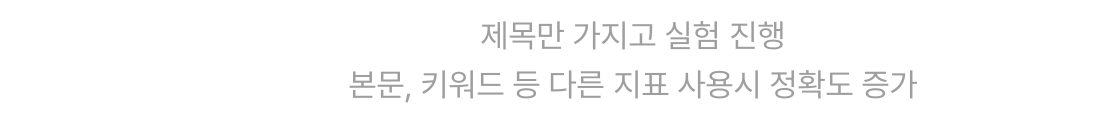 제목만 가지고 실험 진행
본문, 키워드 등 다른 지표 사용시 정확도 증가